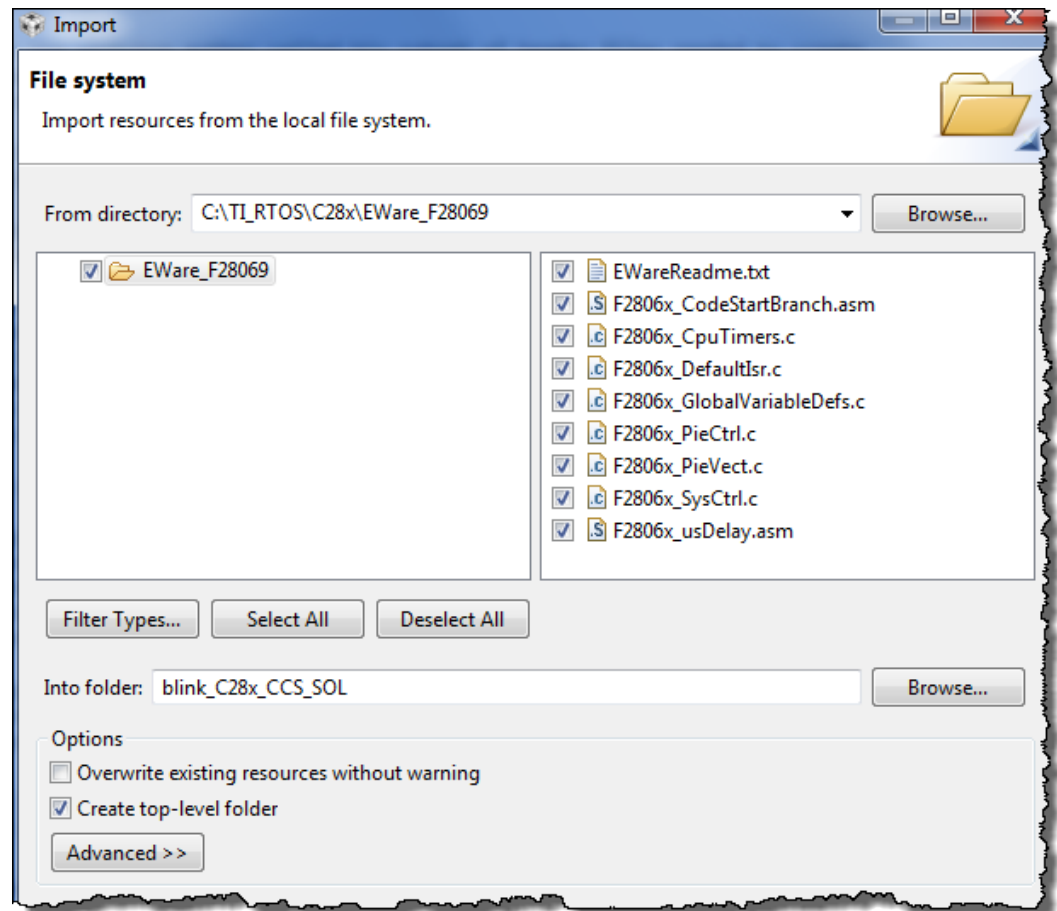 Import
File system
Import resources from the local file system.
From directory: C:\TI_RTOS\C28x\EWare_F28069 Browse...
EWare_F28069
EWareReadme.txt
F2806x_CodeStartBranch.asm
F2806x_CpuTimers.c
F2806x_DefaultIsr.c
F2806x_GlobalVariableDefs.c
F2806x_PieCtrl.c
F2806x_PieVect.c
F2806x_SysCtrl.c
F2806x_usDelay.asm
Filter Types... Select All Deselect All
Into folder: blink_C28x_CCS_SOL Browse...
Options
Overwrite existing resources without warning
Create top-level folder
Advanced >>